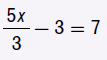 5x/3 − 3 = 7